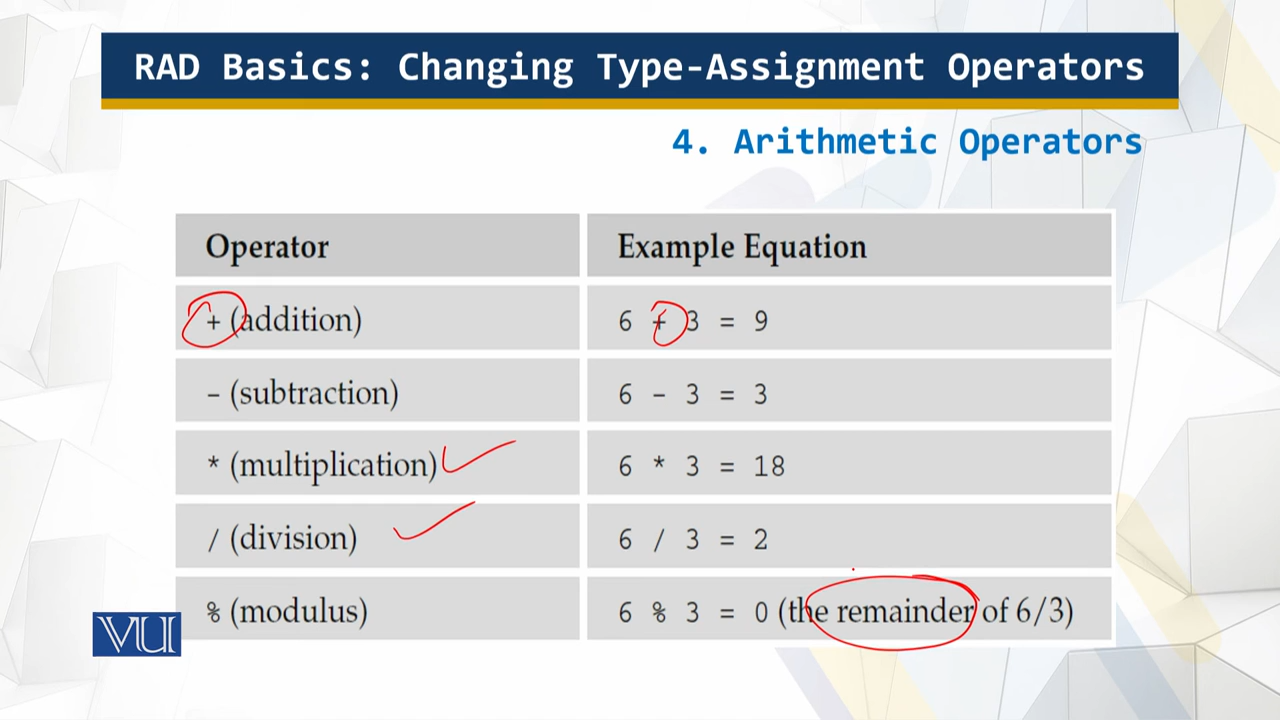 RAD Basics: Changing Type-Assignment Operators
4. Arithmetic Operators
Operator Example Equation
+ (addition) 6 + 3 = 9
– (subtraction) 6 - 3 = 3
* (multiplication) 6 * 3 = 18
/ (division) 6 / 3 = 2
% (modulus) 6 % 3 = 0 (the remainder of 6/3)
VU